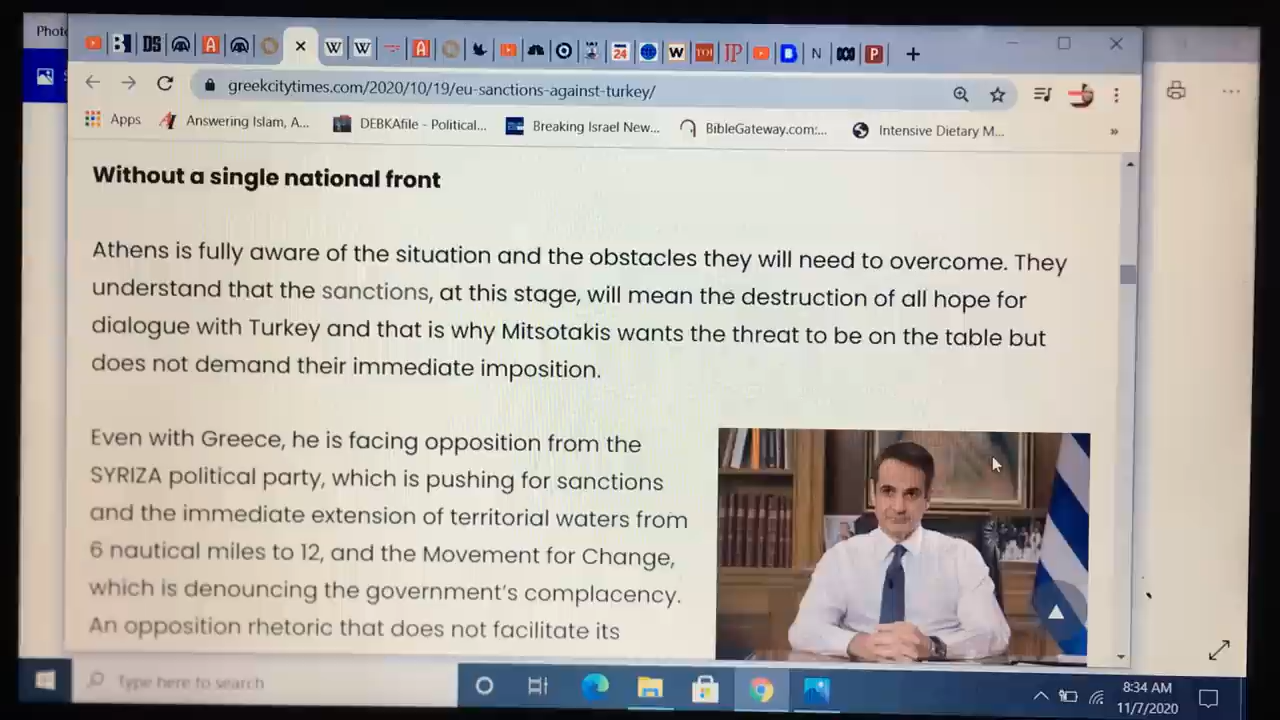 Phot
B DS A W W A 24 W TOI JP B N P
greekcitytimes.com/2020/10/19/eu-sanctions-against-turkey/
Apps Answering Islam, A... DEBKAfile - Political... Breaking Israel New... BibleGateway.com:... Intensive Dietary M... »
Without a single national front
Athens is fully aware of the situation and the obstacles they will need to overcome. They
understand that the sanctions, at this stage, will mean the destruction of all hope for
dialogue with Turkey and that is why Mitsotakis wants the threat to be on the table but
does not demand their immediate imposition.
Even with Greece, he is facing opposition from the
SYRIZA political party, which is pushing for sanctions
and the immediate extension of territorial waters from
6 nautical miles to 12, and the Movement for Change,
which is denouncing the government's complacency.
An opposition rhetoric that does not facilitate its
Type here to search
8:34 AM
11/7/2020